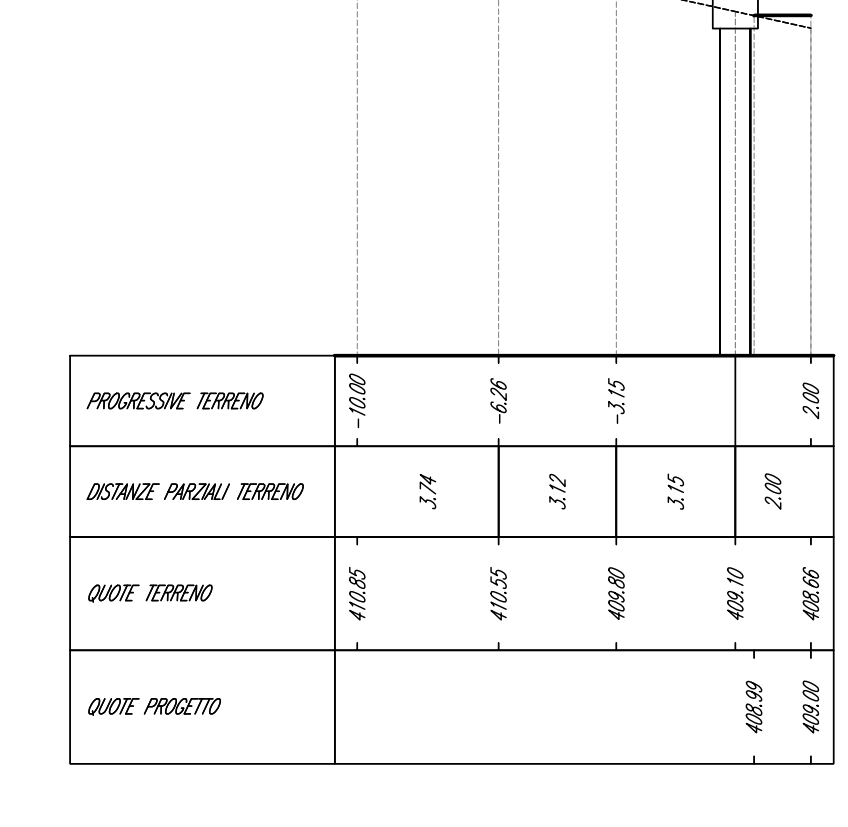 PROGRESSIVE TERRENO -10.00 -6.26 -3.15 2.00
DISTANZE PARZIALI TERRENO 3.74 3.12 3.15 2.00
QUOTE TERRENO 410.85 410.55 409.80 409.10 408.66
QUOTE PROGETTO 408.99 409.00